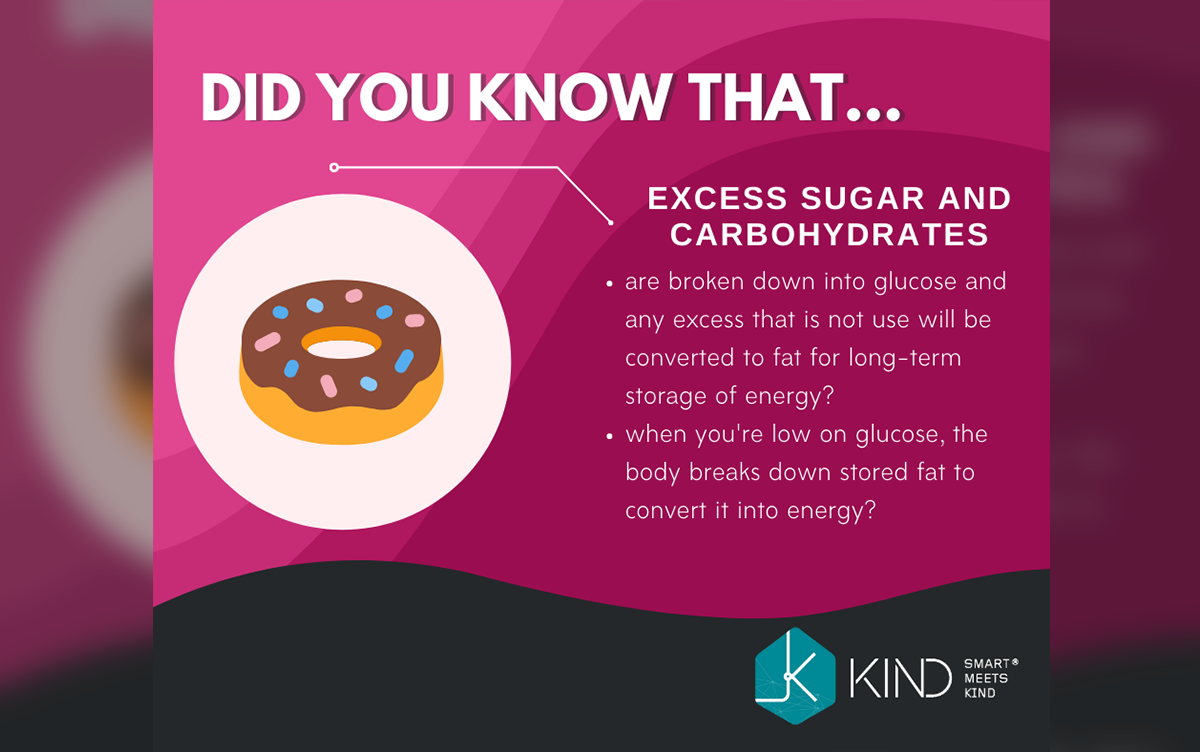 DID YOU KNOW THAT...
EXCESS SUGAR AND
CARBOHYDRATES
• are broken down into glucose and
any excess that is not use will be
converted to fat for long-term
storage of energy?
• when you're low on glucose, the
body breaks down stored fat to
convert it into energy?
KIND
SMART®
MEETS
KIND